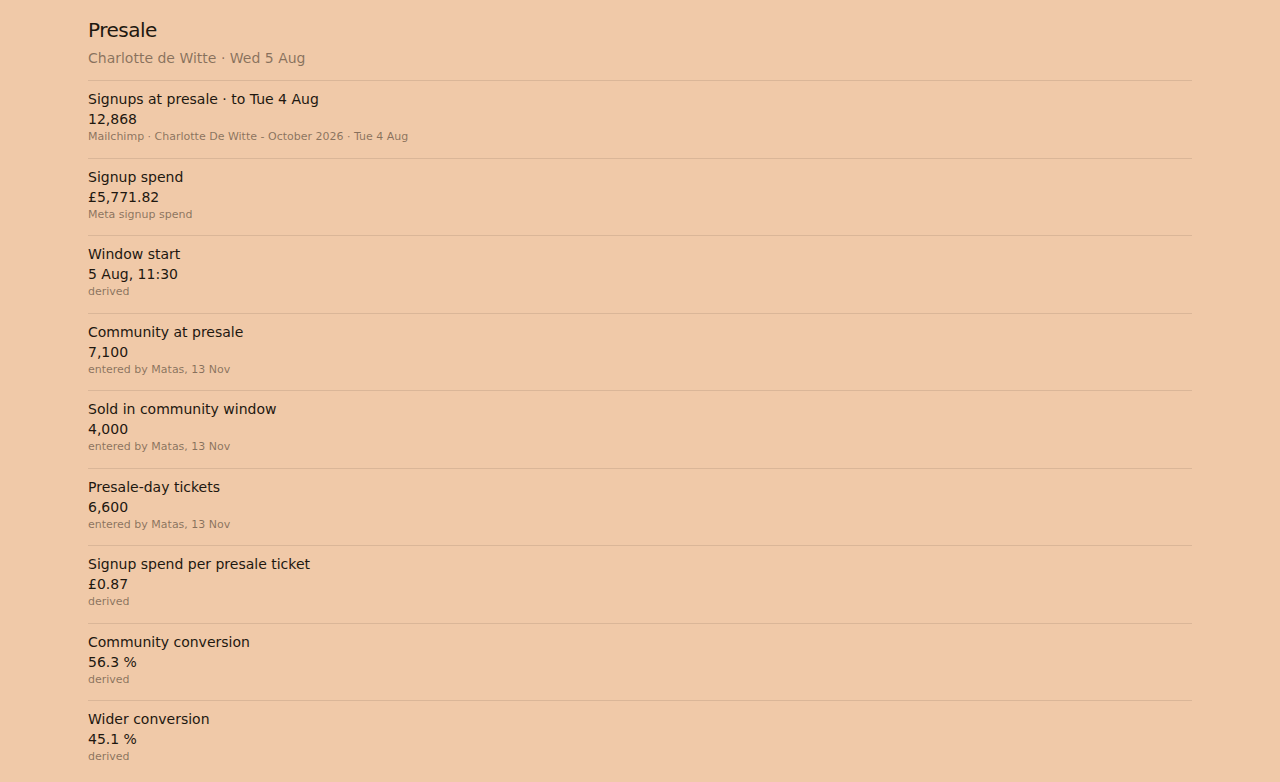 Presale
Charlotte de Witte · Wed 5 Aug
Signups at presale · to Tue 4 Aug
12,868
Mailchimp · Charlotte De Witte - October 2026 · Tue 4 Aug
Signup spend
£5,771.82
Meta signup spend
Window start
5 Aug, 11:30
derived
Community at presale
7,100
entered by Matas, 13 Nov
Sold in community window
4,000
entered by Matas, 13 Nov
Presale-day tickets
6,600
entered by Matas, 13 Nov
Signup spend per presale ticket
£0.87
derived
Community conversion
56.3 %
derived
Wider conversion
45.1 %
derived